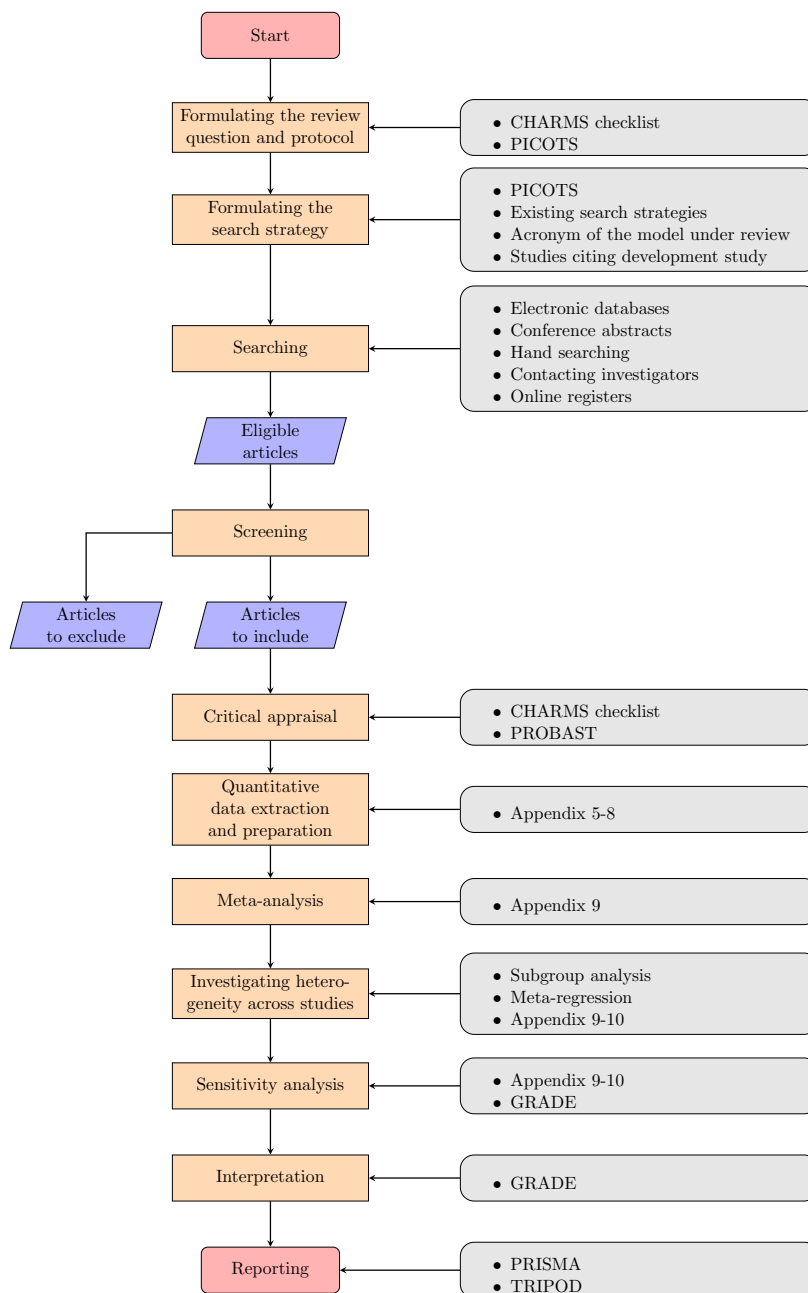 Start
Formulating the review
question and protocol
• CHARMS checklist
• PICOTS
Formulating the
search strategy
• PICOTS
• Existing search strategies
• Acronym of the model under review
• Studies citing development study
Searching
• Electronic databases
• Conference abstracts
• Hand searching
• Contacting investigators
• Online registers
Eligible
articles
Screening
Articles
to exclude
Articles
to include
Critical appraisal
• CHARMS checklist
• PROBAST
Quantitative
data extraction
and preparation
• Appendix 5-8
Meta-analysis
• Appendix 9
Investigating hetero-
geneity across studies
• Subgroup analysis
• Meta-regression
• Appendix 9-10
Sensitivity analysis
• Appendix 9-10
• GRADE
Interpretation
• GRADE
Reporting
• PRISMA
• TRIPOD